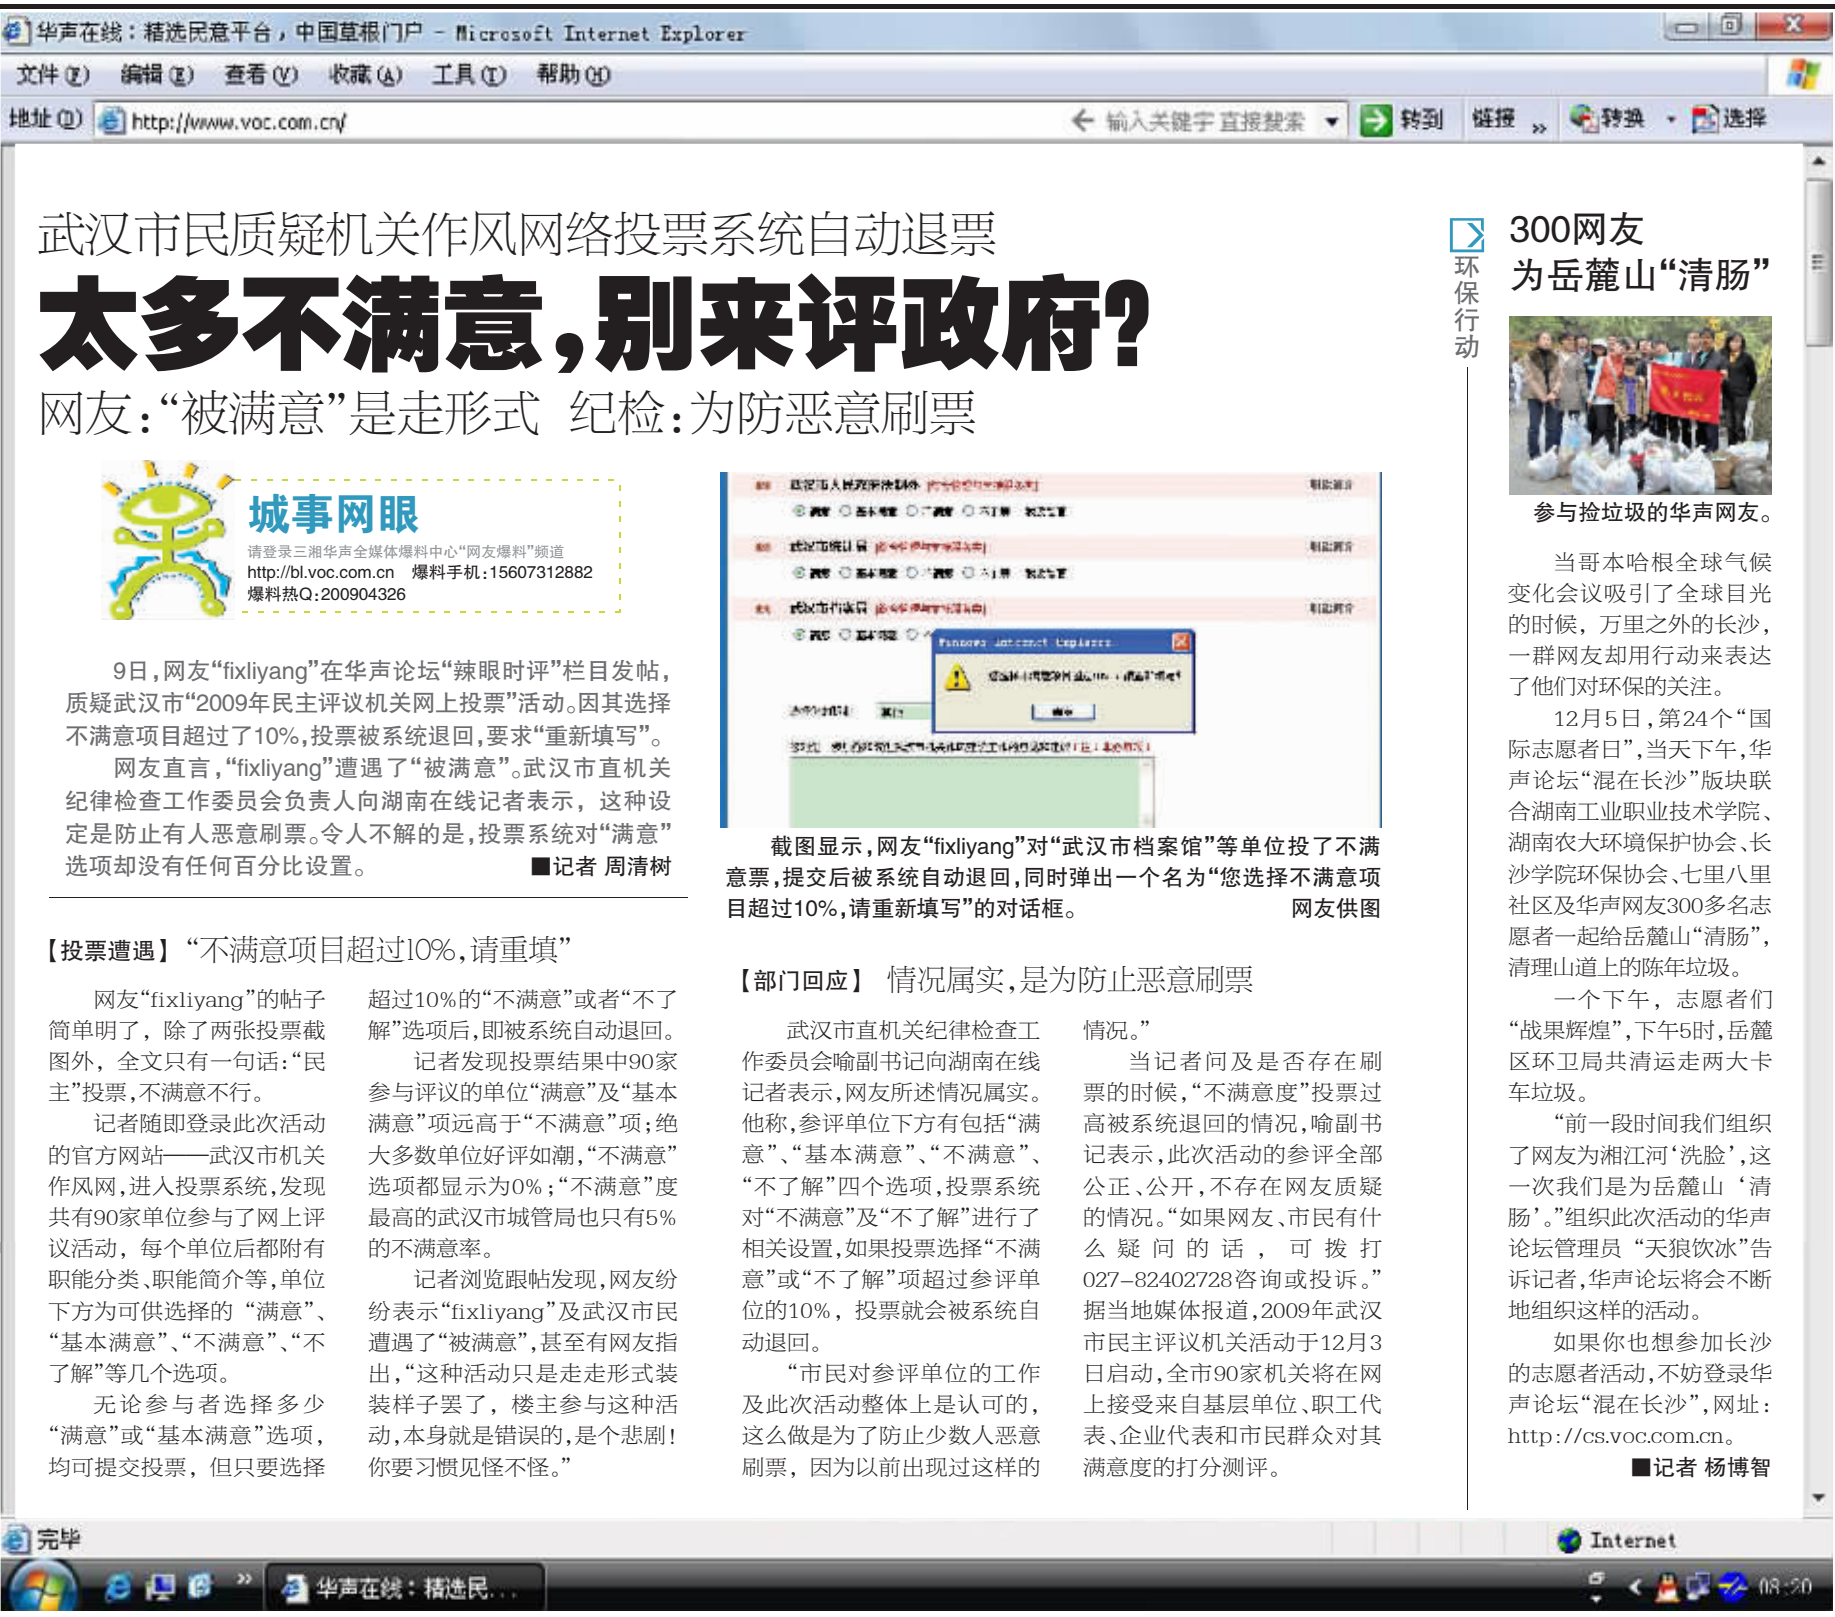 华声在线：精选民意平台，中国草根门户 - Microsoft Internet Explorer
文件(F) 编辑(E) 查看(V) 收藏(A) 工具(T) 帮助(H)
地址(D) http://www.voc.com.cn/ 输入关键字 直接搜索 转到 链接 » 转换 选择
武汉市民质疑机关作风网络投票系统自动退票
太多不满意，别来评政府？
网友：“被满意”是走形式 纪检：为防恶意刷票
城事网眼
请登录三湘华声全媒体爆料中心“网友爆料”频道
http://bl.voc.com.cn 爆料手机：15607312882
爆料热Q：200904326
9日，网友“fixliyang”在华声论坛“辣眼时评”栏目发帖，
质疑武汉市“2009年民主评议机关网上投票”活动。因其选择
不满意项目超过了10%，投票被系统退回，要求“重新填写”。
网友直言，“fixliyang”遭遇了“被满意”。武汉市直机关
纪律检查工作委员会负责人向湖南在线记者表示，这种设
定是防止有人恶意刷票。令人不解的是，投票系统对“满意”
选项却没有任何百分比设置。 ■记者 周清树
武汉市统计局
武汉市档案局
Windows Internet Explorer
截图显示，网友“fixliyang”对“武汉市档案馆”等单位投了不满
意票，提交后被系统自动退回，同时弹出一个名为“您选择不满意项
目超过10%，请重新填写”的对话框。 网友供图
【投票遭遇】 “不满意项目超过10%，请重填”
网友“fixliyang”的帖子
简单明了，除了两张投票截
图外，全文只有一句话：“民
主”投票，不满意不行。
记者随即登录此次活动
的官方网站——武汉市机关
作风网，进入投票系统，发现
共有90家单位参与了网上评
议活动，每个单位后都附有
职能分类、职能简介等，单位
下方为可供选择的“满意”、
“基本满意”、“不满意”、“不
了解”等几个选项。
无论参与者选择多少
“满意”或“基本满意”选项，
均可提交投票，但只要选择
超过10%的“不满意”或者“不了
解”选项后，即被系统自动退回。
记者发现投票结果中90家
参与评议的单位“满意”及“基本
满意”项远高于“不满意”项；绝
大多数单位好评如潮，“不满意”
选项都显示为0%；“不满意”度
最高的武汉市城管局也只有5%
的不满意率。
记者浏览跟帖发现，网友纷
纷表示“fixliyang”及武汉市民
遭遇了“被满意”，甚至有网友指
出，“这种活动只是走走形式装
装样子罢了，楼主参与这种活
动，本身就是错误的，是个悲剧！
你要习惯见怪不怪。”
【部门回应】 情况属实，是为防止恶意刷票
武汉市直机关纪律检查工
作委员会喻副书记向湖南在线
记者表示，网友所述情况属实。
他称，参评单位下方有包括“满
意”、“基本满意”、“不满意”、
“不了解”四个选项，投票系统
对“不满意”及“不了解”进行了
相关设置，如果投票选择“不满
意”或“不了解”项超过参评单
位的10%，投票就会被系统自
动退回。
“市民对参评单位的工作
及此次活动整体上是认可的，
这么做是为了防止少数人恶意
刷票，因为以前出现过这样的
情况。”
当记者问及是否存在刷
票的时候，“不满意度”投票过
高被系统退回的情况，喻副书
记表示，此次活动的参评全部
公正、公开，不存在网友质疑
的情况。“如果网友、市民有什
么疑问的话，可拨打
027–82402728咨询或投诉。”
据当地媒体报道，2009年武汉
市民主评议机关活动于12月3
日启动，全市90家机关将在网
上接受来自基层单位、职工代
表、企业代表和市民群众对其
满意度的打分测评。
环保行动
300网友
为岳麓山“清肠”
参与捡垃圾的华声网友。
当哥本哈根全球气候
变化会议吸引了全球目光
的时候，万里之外的长沙，
一群网友却用行动来表达
了他们对环保的关注。
12月5日，第24个“国
际志愿者日”，当天下午，华
声论坛“混在长沙”版块联
合湖南工业职业技术学院、
湖南农大环境保护协会、长
沙学院环保协会、七里八里
社区及华声网友300多名志
愿者一起给岳麓山“清肠”，
清理山道上的陈年垃圾。
一个下午，志愿者们
“战果辉煌”，下午5时，岳麓
区环卫局共清运走两大卡
车垃圾。
“前一段时间我们组织
了网友为湘江河‘洗脸’，这
一次我们是为岳麓山‘清
肠’。”组织此次活动的华声
论坛管理员“天狼饮冰”告
诉记者，华声论坛将会不断
地组织这样的活动。
如果你也想参加长沙
的志愿者活动，不妨登录华
声论坛“混在长沙”，网址：
http://cs.voc.com.cn。
■记者 杨博智
完毕 Internet
华声在线：精选民... 08:20